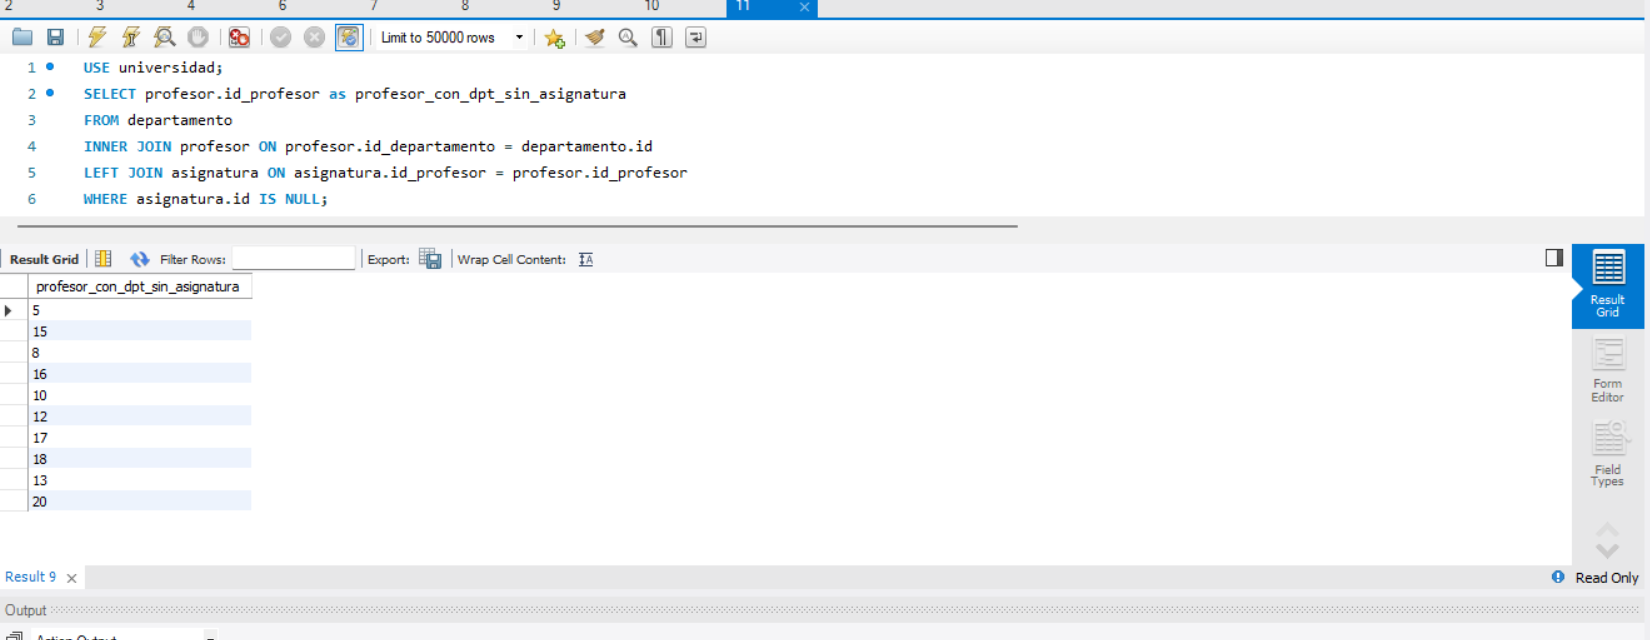 2 3 4 6 7 8 9 10 11
Limit to 50000 rows
1 USE universidad;
2 SELECT profesor.id_profesor as profesor_con_dpt_sin_asignatura
3 FROM departamento
4 INNER JOIN profesor ON profesor.id_departamento = departamento.id
5 LEFT JOIN asignatura ON asignatura.id_profesor = profesor.id_profesor
6 WHERE asignatura.id IS NULL;
Result Grid Filter Rows: Export: Wrap Cell Content:
profesor_con_dpt_sin_asignatura
5
15
8
16
10
12
17
18
13
20
Result
Grid
Form
Editor
Field
Types
Result 9 Read Only
Output
Action Output